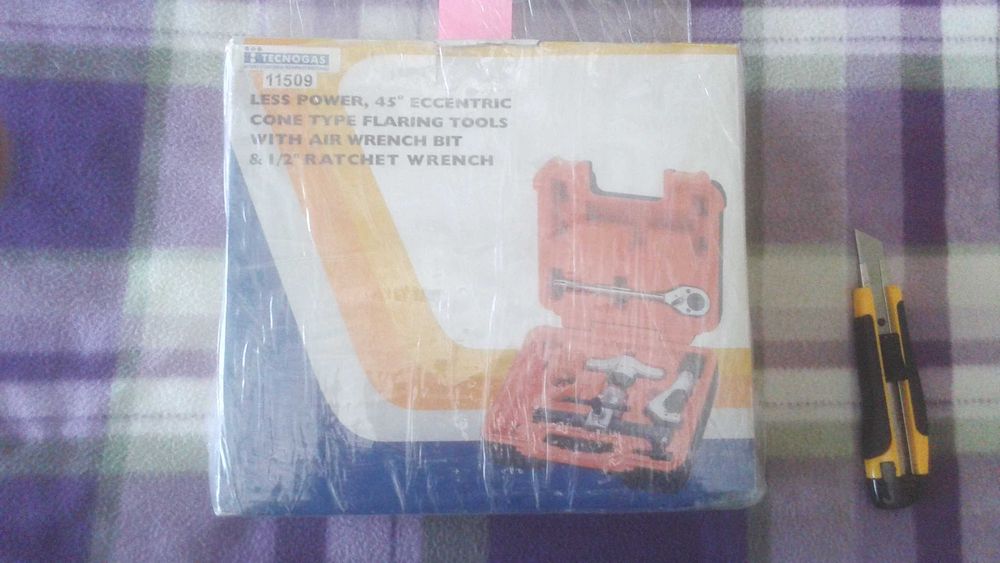 TECNOGAS
11509
LESS POWER, 45° ECCENTRIC
CONE TYPE FLARING TOOLS
WITH AIR WRENCH BIT
& 1/2" RATCHET WRENCH